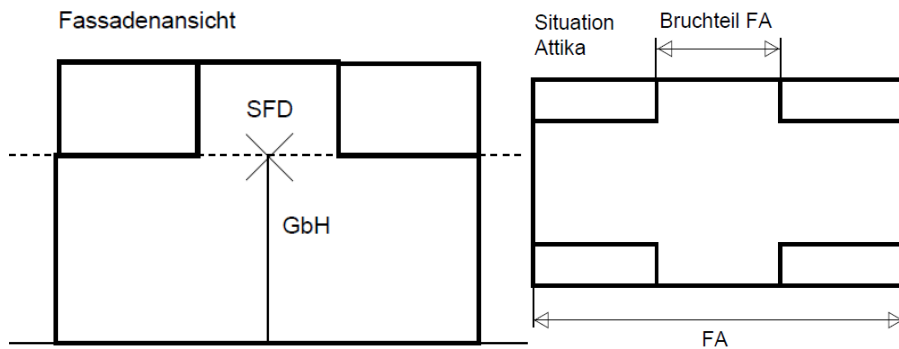 Fassadenansicht
SFD
GbH
Situation
Attika
Bruchteil FA
FA